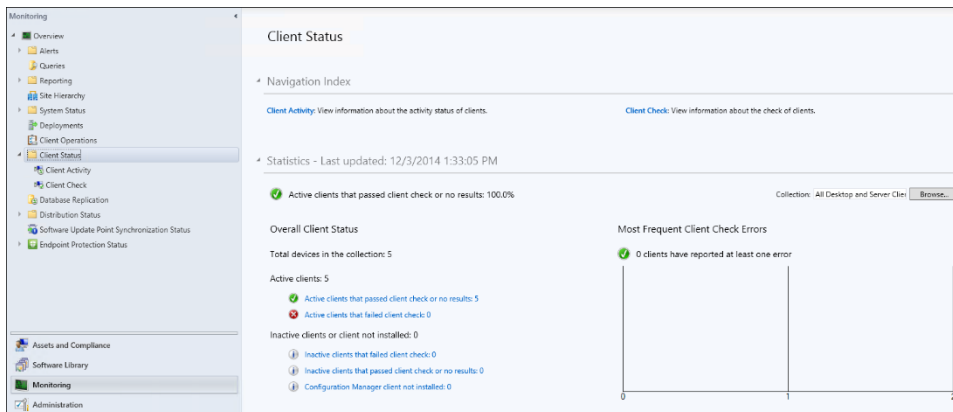 Monitoring
Overview
Alerts
Queries
Reporting
Site Hierarchy
System Status
Deployments
Client Operations
Client Status
Client Activity
Client Check
Database Replication
Distribution Status
Software Update Point Synchronization Status
Endpoint Protection Status
Assets and Compliance
Software Library
Monitoring
Administration
Client Status
Navigation Index
Client Activity: View information about the activity status of clients.
Client Check: View information about the check of clients.
Statistics - Last updated: 12/3/2014 1:33:05 PM
Active clients that passed client check or no results: 100.0%
Collection: All Desktop and Server Clie Browse...
Overall Client Status
Total devices in the collection: 5
Active clients: 5
Active clients that passed client check or no results: 5
Active clients that failed client check: 0
Inactive clients or client not installed: 0
Inactive clients that failed client check: 0
Inactive clients that passed client check or no results: 0
Configuration Manager client not installed: 0
Most Frequent Client Check Errors
0 clients have reported at least one error
0 1 2